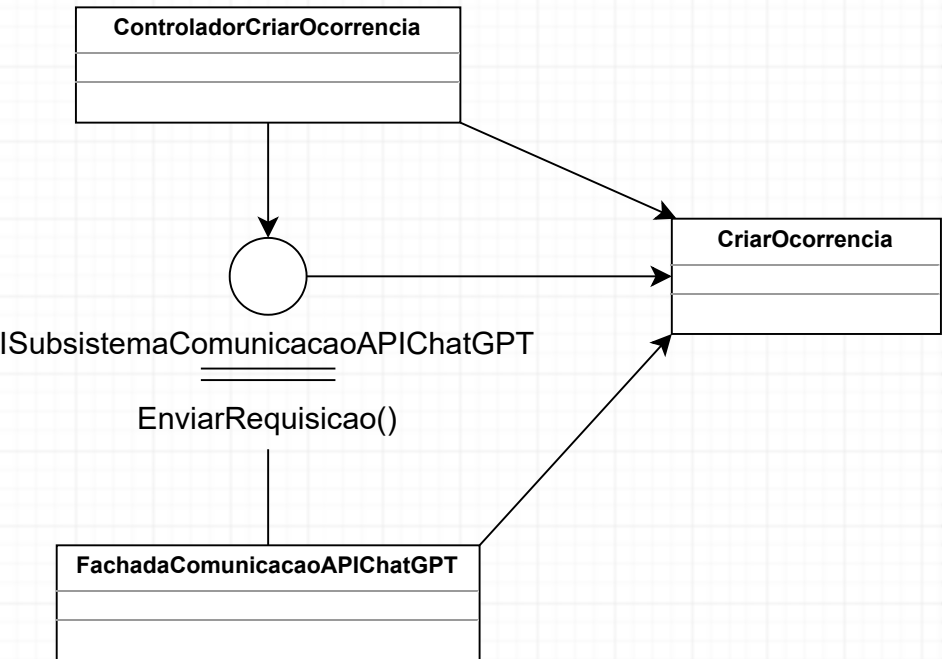 ControladorCriarOcorrencia
CriarOcorrencia
ISubsistemaComunicacaoAPIChatGPT
EnviarRequisicao()
FachadaComunicacaoAPIChatGPT